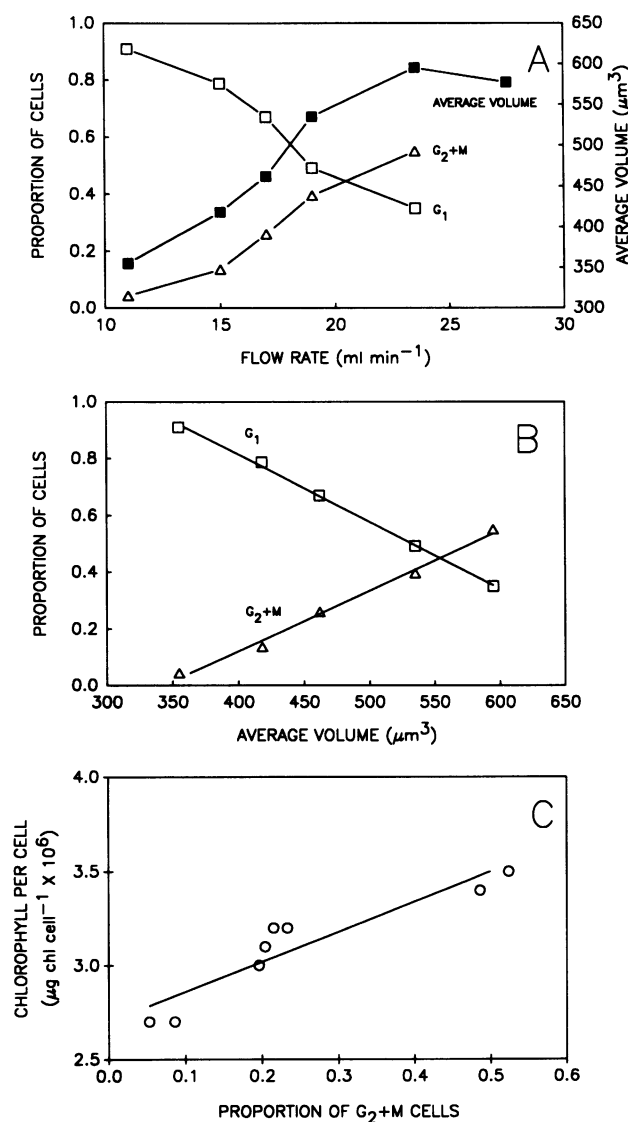 A
1.0
0.8
0.6
0.4
0.2
0.0
PROPORTION OF CELLS
650
600
550
500
450
400
350
300
AVERAGE VOLUME (μm³)
AVERAGE VOLUME
G₂+M
G₁
10 15 20 25 30
FLOW RATE (ml min⁻¹)
B
1.0
0.8
0.6
0.4
0.2
0.0
PROPORTION OF CELLS
G₁
G₂+M
300 350 400 450 500 550 600 650
AVERAGE VOLUME (μm³)
C
4.0
3.5
3.0
2.5
CHLOROPHYLL PER CELL
(μg chl cell⁻¹ X 10⁶)
0.0 0.1 0.2 0.3 0.4 0.5 0.6
PROPORTION OF G₂+M CELLS